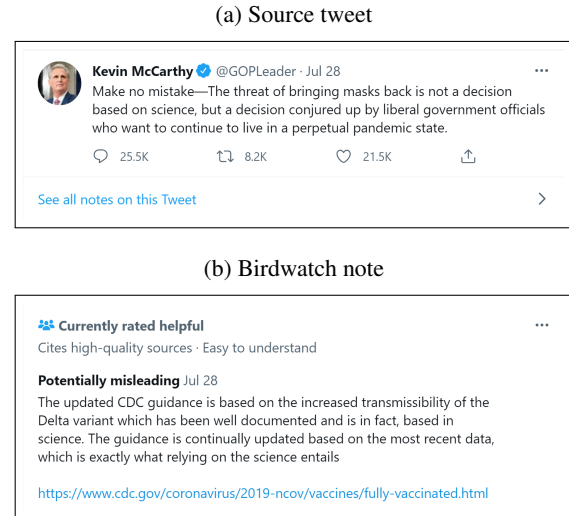 (a) Source tweet
Kevin McCarthy @GOPLeader · Jul 28
Make no mistake—The threat of bringing masks back is not a decision
based on science, but a decision conjured up by liberal government officials
who want to continue to live in a perpetual pandemic state.
25.5K 8.2K 21.5K
See all notes on this Tweet
(b) Birdwatch note
Currently rated helpful
Cites high-quality sources · Easy to understand
Potentially misleading Jul 28
The updated CDC guidance is based on the increased transmissibility of the
Delta variant which has been well documented and is in fact, based in
science. The guidance is continually updated based on the most recent data,
which is exactly what relying on the science entails
https://www.cdc.gov/coronavirus/2019-ncov/vaccines/fully-vaccinated.html